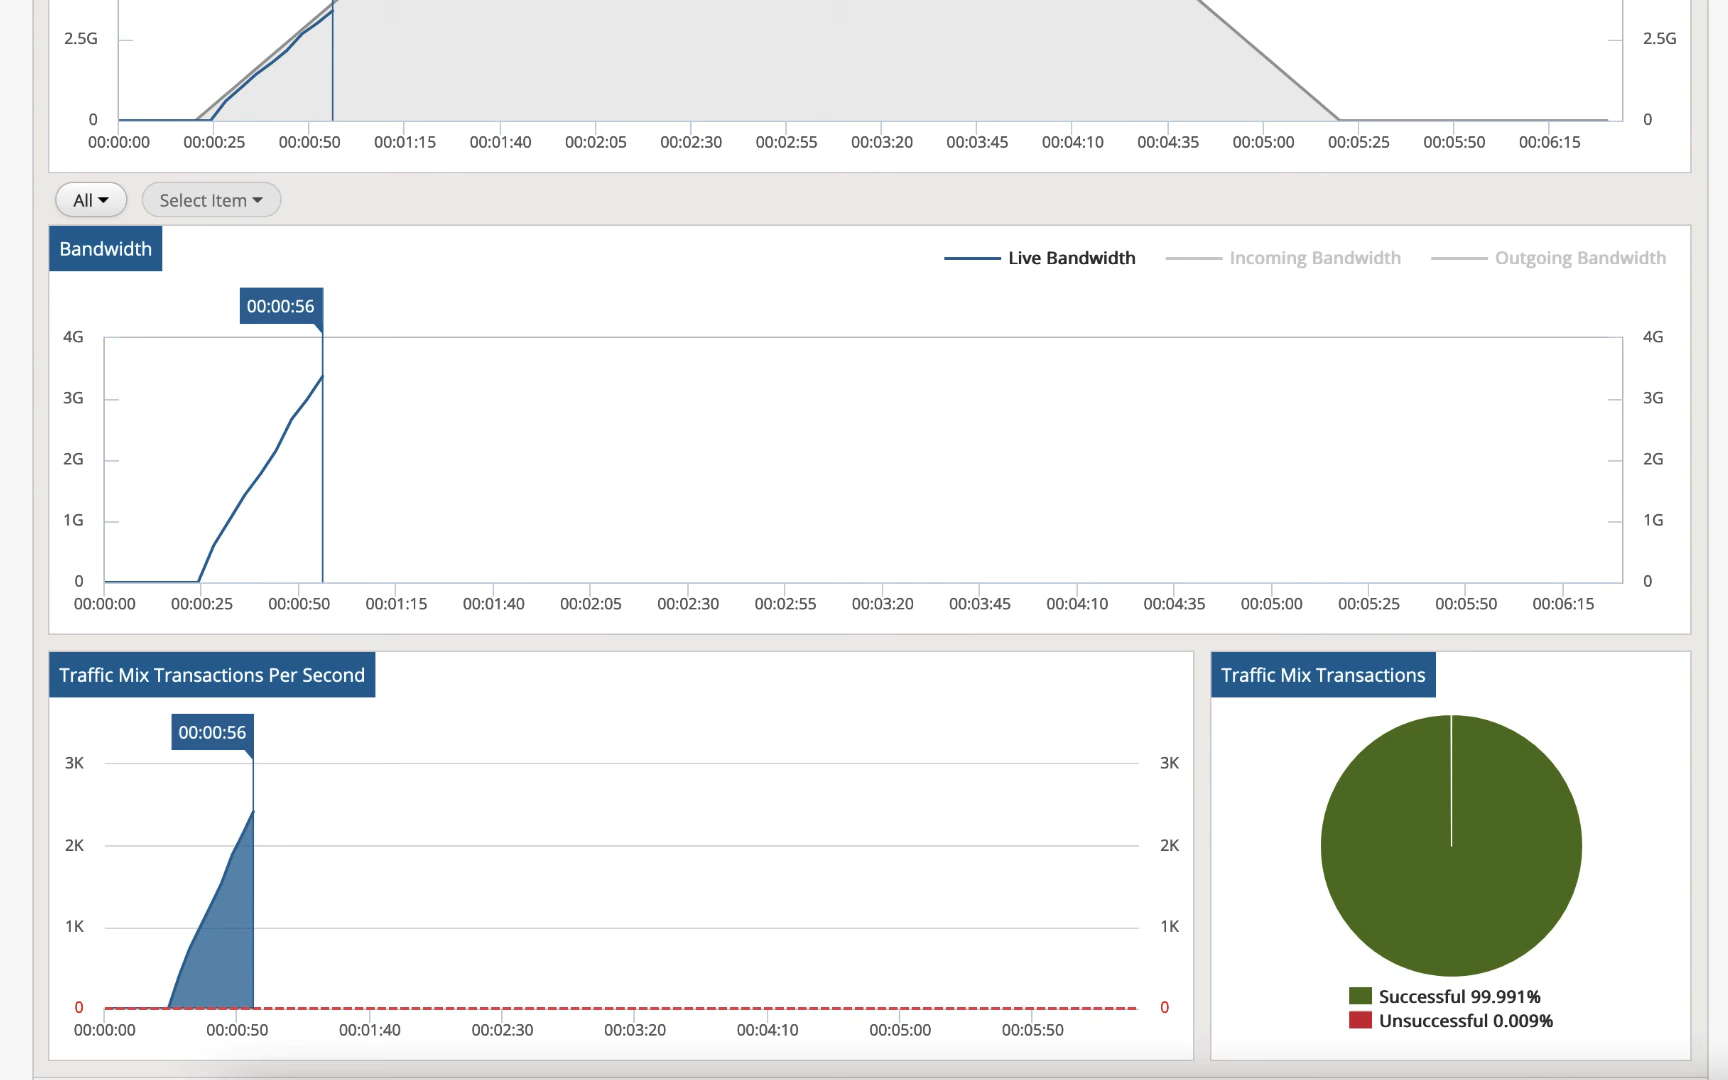 2.5G 2.5G
0 0
00:00:00 00:00:25 00:00:50 00:01:15 00:01:40 00:02:05 00:02:30 00:02:55 00:03:20 00:03:45 00:04:10 00:04:35 00:05:00 00:05:25 00:05:50 00:06:15
All Select Item
Bandwidth
Live Bandwidth Incoming Bandwidth Outgoing Bandwidth
00:00:56
4G 4G
3G 3G
2G 2G
1G 1G
0 0
00:00:00 00:00:25 00:00:50 00:01:15 00:01:40 00:02:05 00:02:30 00:02:55 00:03:20 00:03:45 00:04:10 00:04:35 00:05:00 00:05:25 00:05:50 00:06:15
Traffic Mix Transactions Per Second
00:00:56
3K 3K
2K 2K
1K 1K
0 0
00:00:00 00:00:50 00:01:40 00:02:30 00:03:20 00:04:10 00:05:00 00:05:50
Traffic Mix Transactions
Successful 99.991%
Unsuccessful 0.009%